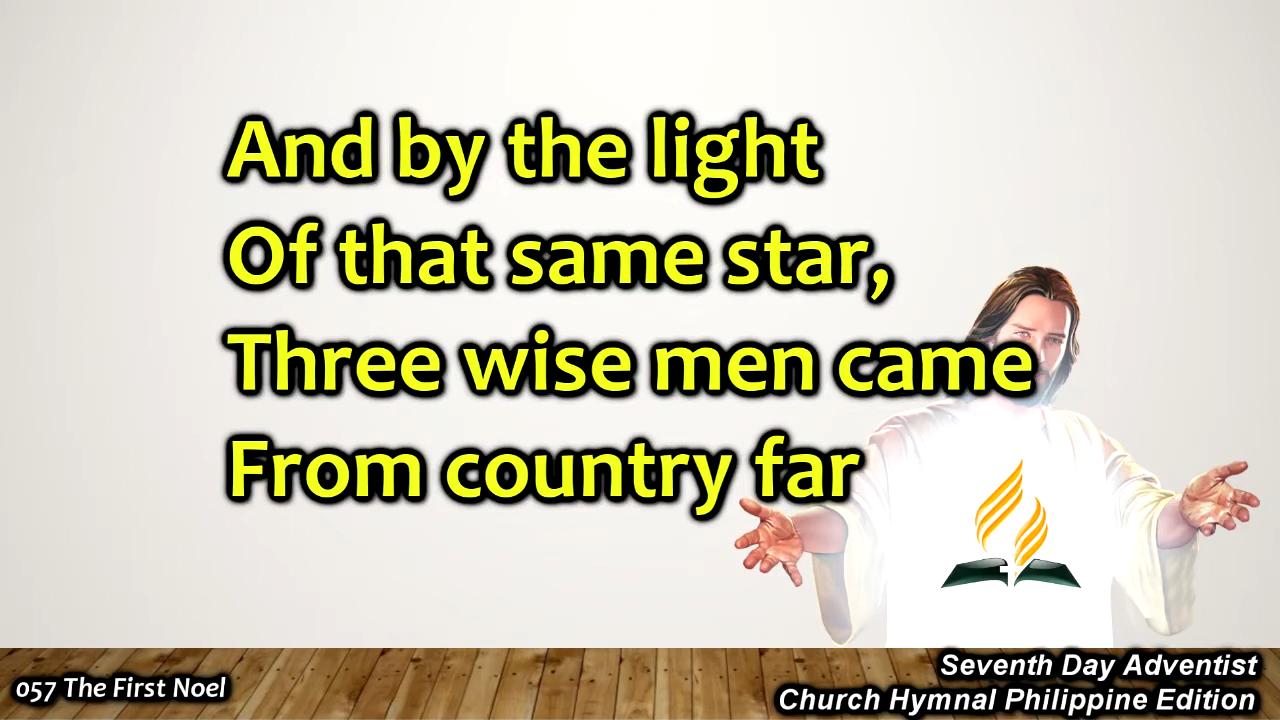 And by the light
Of that same star,
Three wise men came
From country far
057 The First Noel
Seventh Day Adventist
Church Hymnal Philippine Edition